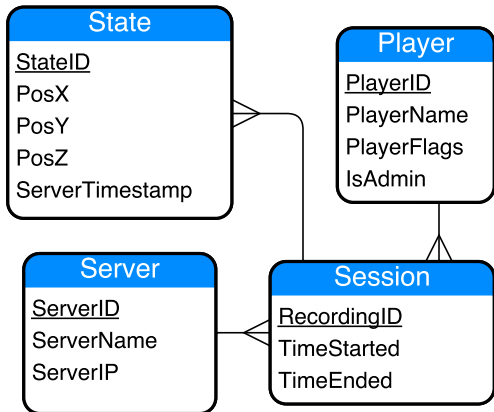 State
StateID
PosX
PosY
PosZ
ServerTimestamp
Player
PlayerID
PlayerName
PlayerFlags
IsAdmin
Server
ServerID
ServerName
ServerIP
Session
RecordingID
TimeStarted
TimeEnded